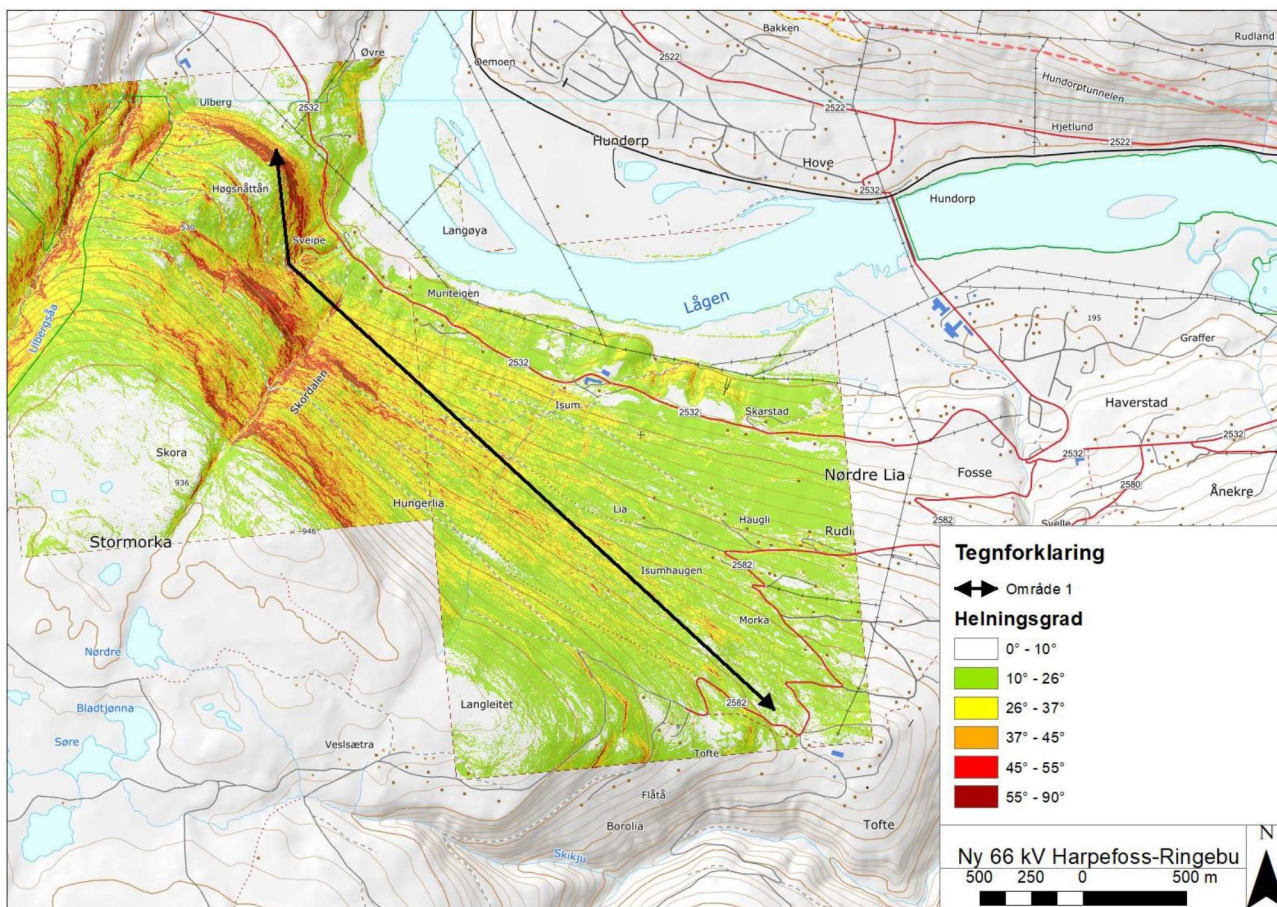 Bakken
Rudland
2522
Øvre
Oemoen
Hundorptunnelen
Ulberg
2532
2522
Hjetlund
2522
Hundorp
Hove
Høgsnåttån
2532
Hundorp
530
Langøya
Sveipe
Muriteigen
Lågen
Ulbergsåa
195
Graffer
2532
Skordalen
Isum
2532
Skarstad
Haverstad
2532
Skora
2532
936
Nørdre Lia
Fosse
2580
Hungerlia
Ånekre
Lia
Haugli
2582
Rudi
Svelle
946
Stormorka
2582
Isumhaugen
Morka
Nørdre
Langleitet
2582
Bladtjønna
Søre
Veslsætra
Tofte
Flåtå
Borolia
Tofte
Skikju
Tegnforklaring
Område 1
Helningsgrad
0° - 10°
10° - 26°
26° - 37°
37° - 45°
45° - 55°
55° - 90°
Ny 66 kV Harpefoss-Ringebu
N
500 250 0 500 m